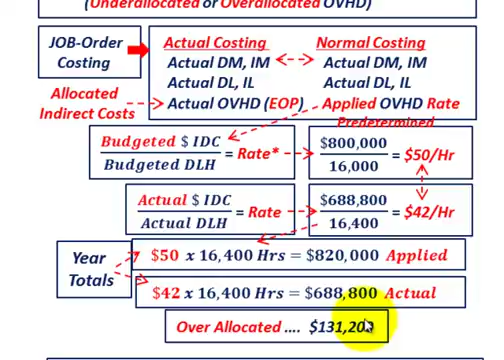 (Underallocated or Overallocated OVHD)
JOB-Order
Costing
Actual Costing
Normal Costing
Actual DM, IM
Actual DM, IM
Actual DL, IL
Actual DL, IL
Allocated
Indirect Costs
Actual OVHD (EOP)
Applied OVHD Rate
Predetermined
Budgeted $ IDC
Budgeted DLH
= Rate*
$800,000
16,000
= $50/Hr
Actual $ IDC
Actual DLH
= Rate
$688,800
16,400
= $42/Hr
Year
Totals
$50 x 16,400 Hrs = $820,000 Applied
$42 x 16,400 Hrs = $688,800 Actual
Over Allocated .... $131,200